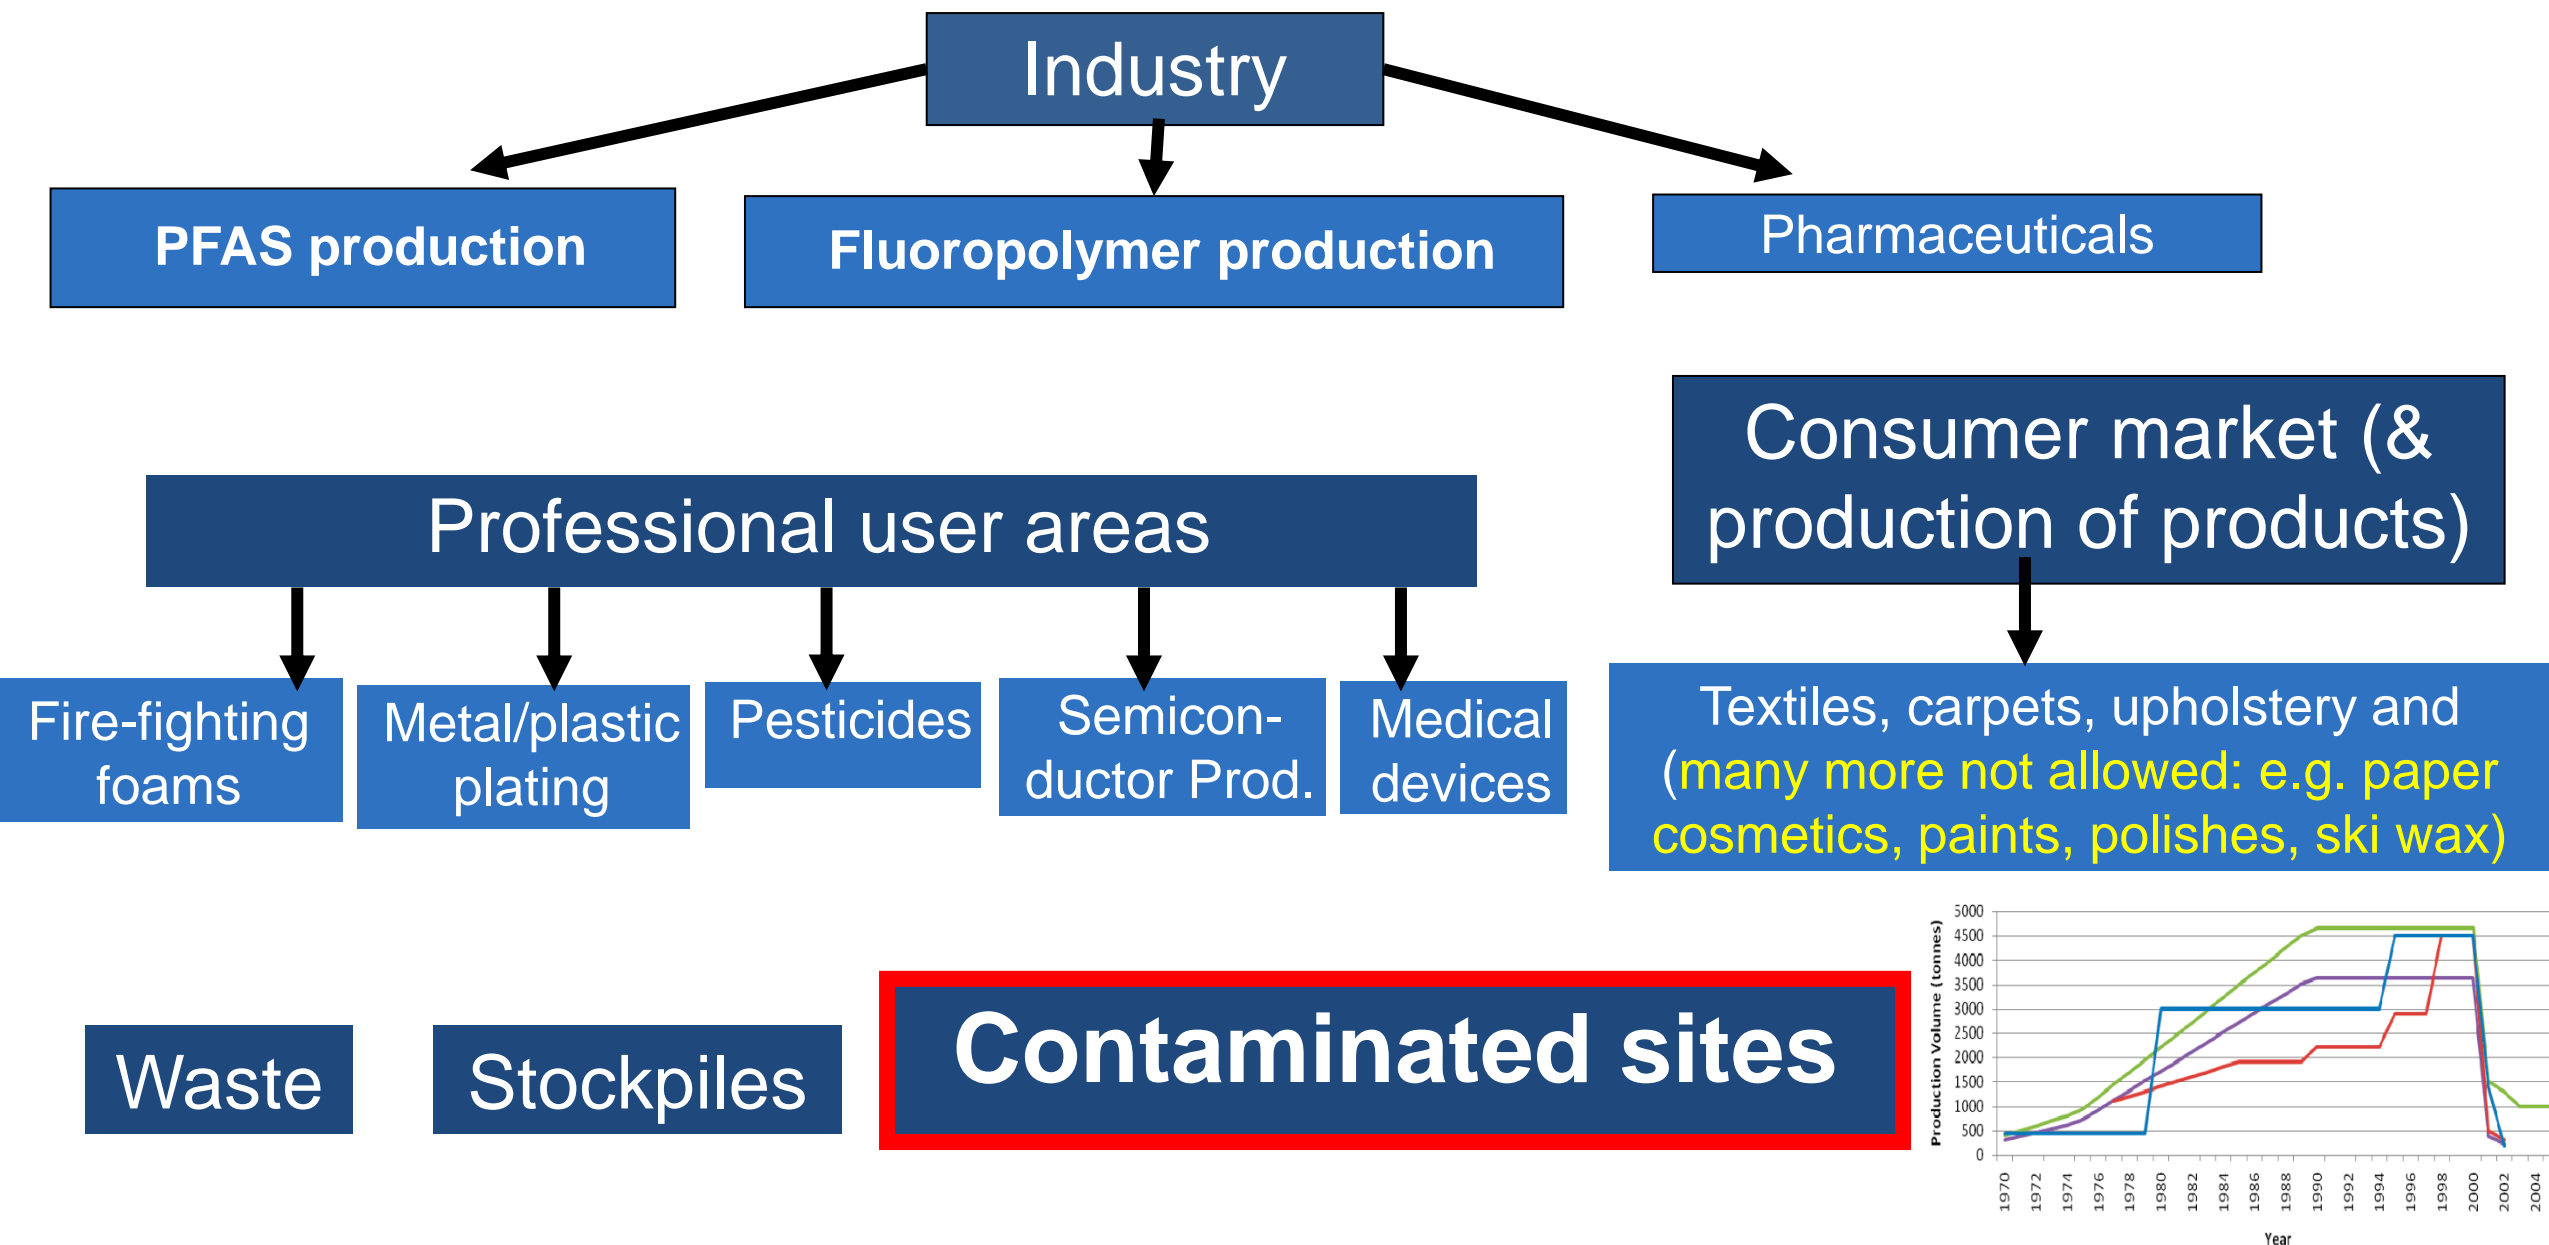 Industry
PFAS production
Fluoropolymer production
Pharmaceuticals
Consumer market (&
production of products)
Professional user areas
Fire-fighting
foams
Metal/plastic
plating
Pesticides
Semicon-
ductor Prod.
Medical
devices
Textiles, carpets, upholstery and
(many more not allowed: e.g. paper
cosmetics, paints, polishes, ski wax)
Waste
Stockpiles
Contaminated sites
Production Volume (tonnes)
5000
4500
4000
3500
3000
2500
2000
1500
1000
500
0
1970
1972
1974
1976
1978
1980
1982
1984
1986
1988
1990
1992
1994
1996
1998
2000
2002
2004
Year